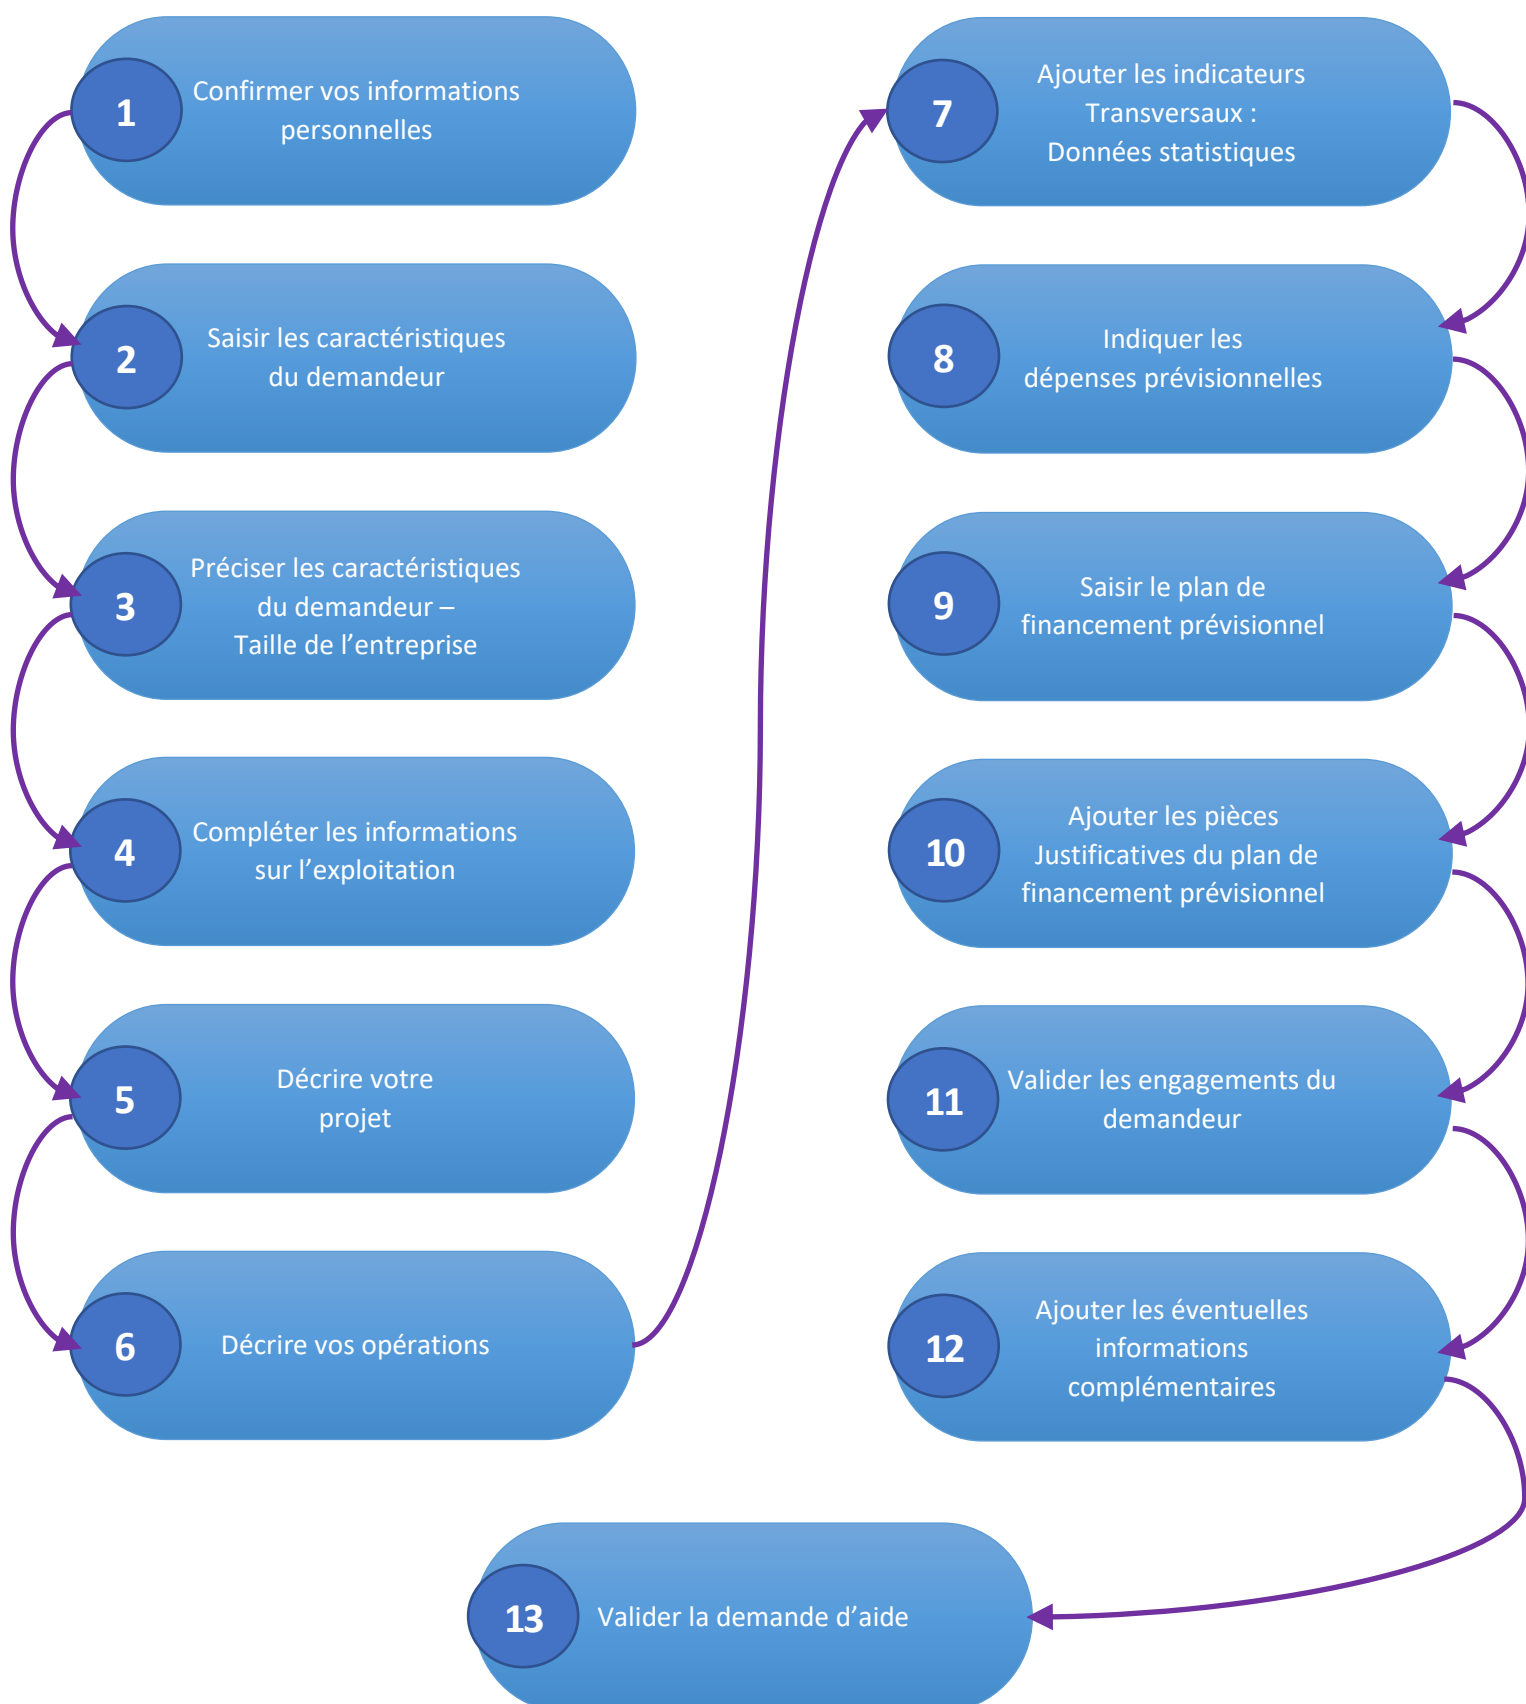 1
Confirmer vos informations
personnelles
2
Saisir les caractéristiques
du demandeur
3
Préciser les caractéristiques
du demandeur –
Taille de l’entreprise
4
Compléter les informations
sur l’exploitation
5
Décrire votre
projet
6
Décrire vos opérations
7
Ajouter les indicateurs
Transversaux :
Données statistiques
8
Indiquer les
dépenses prévisionnelles
9
Saisir le plan de
financement prévisionnel
10
Ajouter les pièces
Justificatives du plan de
financement prévisionnel
11
Valider les engagements du
demandeur
12
Ajouter les éventuelles
informations
complémentaires
13
Valider la demande d’aide